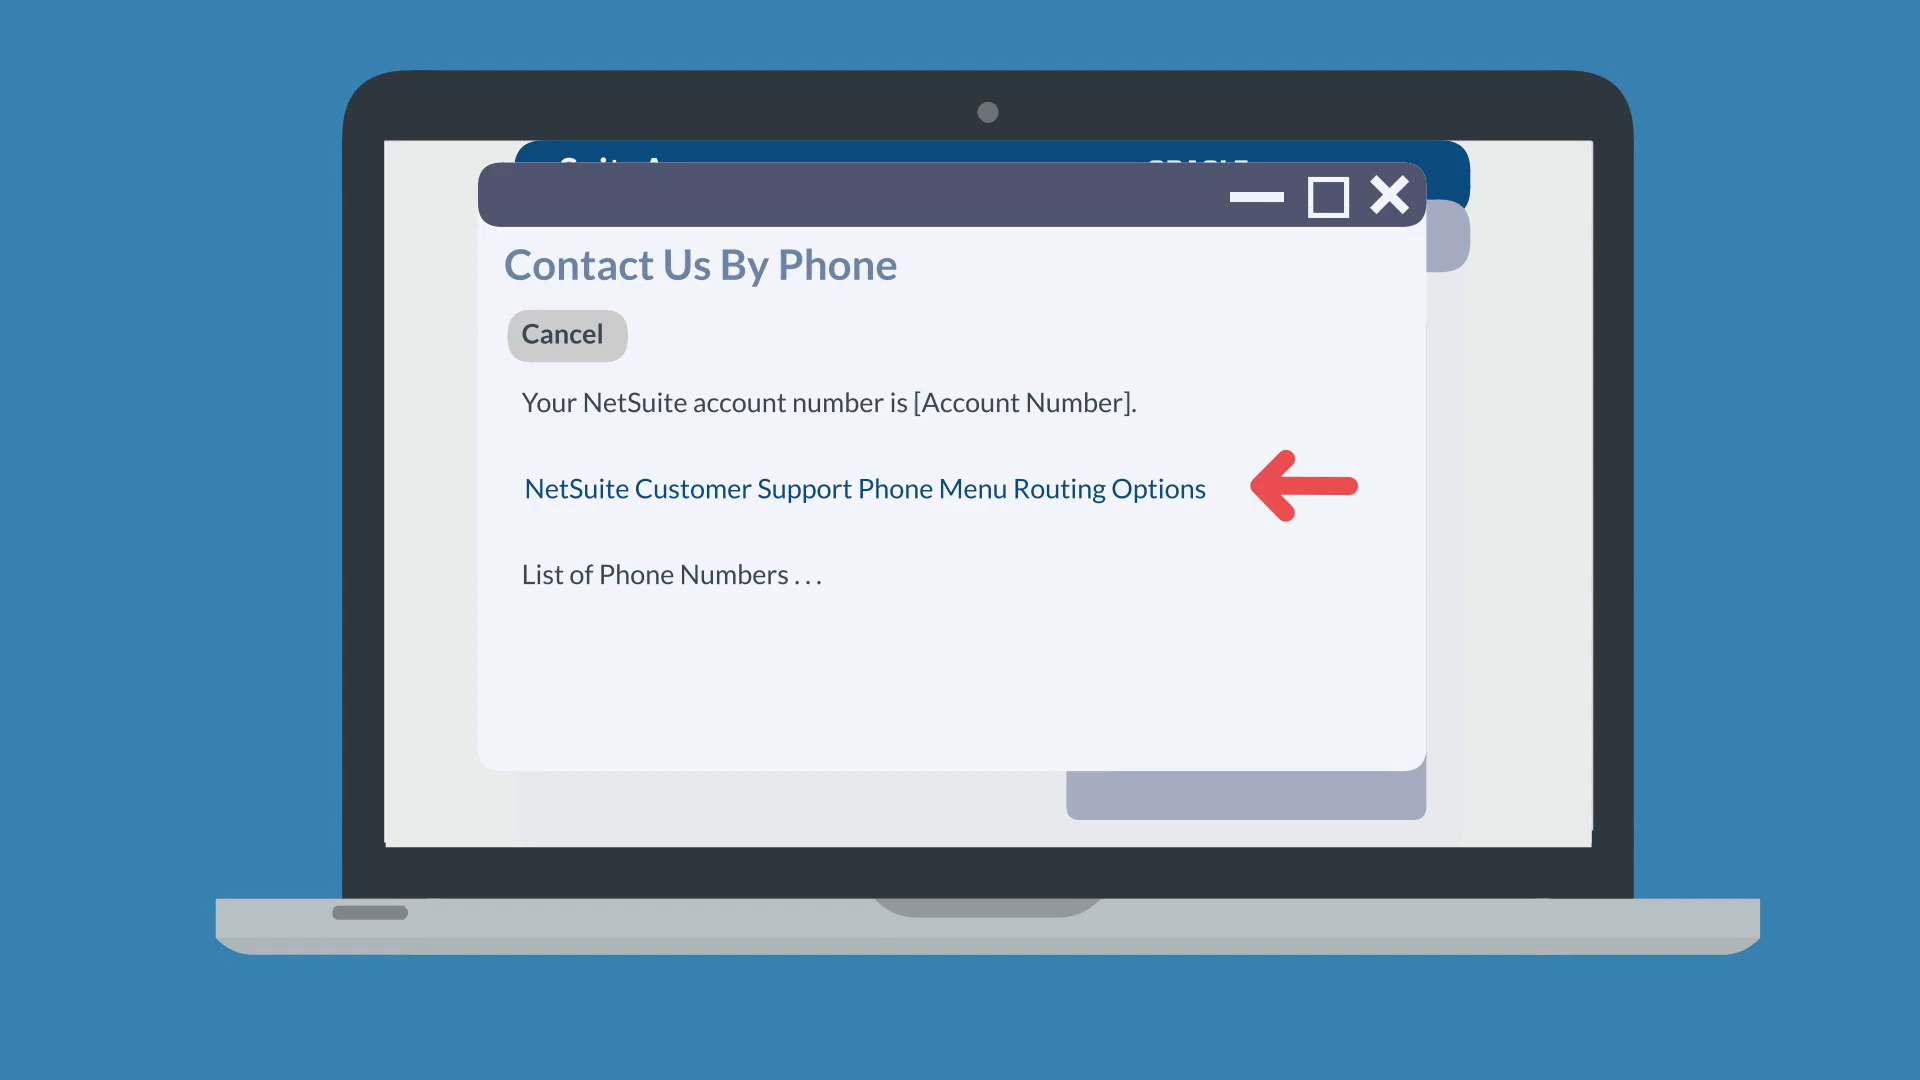 Contact Us By Phone
Cancel
Your NetSuite account number is [Account Number].
NetSuite Customer Support Phone Menu Routing Options
List of Phone Numbers . . .